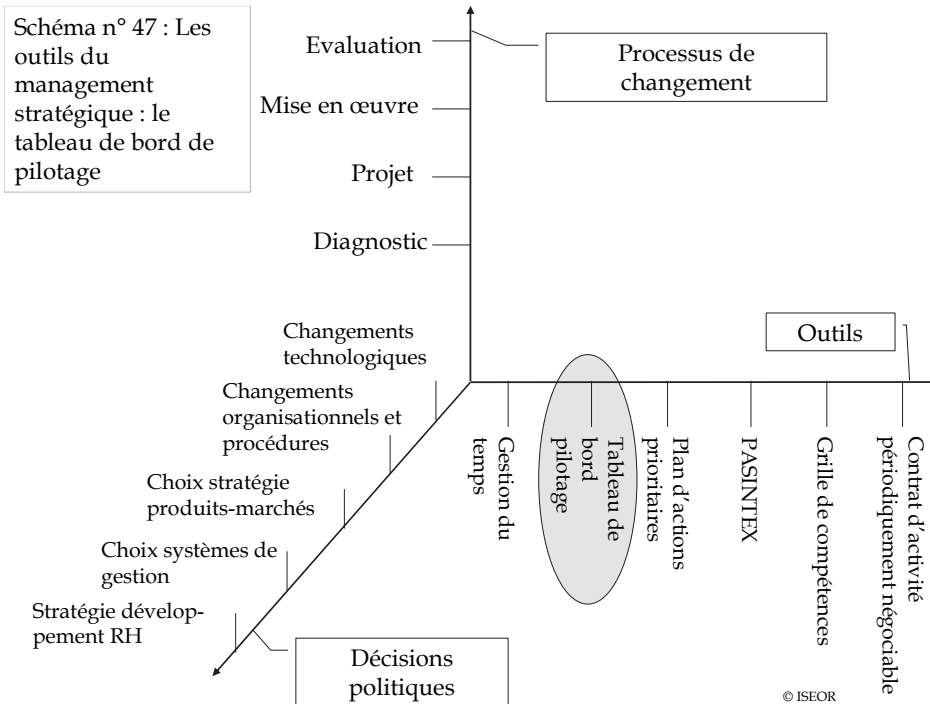 Schéma n° 47 : Les
outils du
management
stratégique : le
tableau de bord de
pilotage
Evaluation
Mise en œuvre
Projet
Diagnostic
Processus de
changement
Outils
Changements
technologiques
Changements
organisationnels et
procédures
Choix stratégie
produits-marchés
Choix systèmes de
gestion
Stratégie dévelop-
pement RH
Décisions
politiques
Gestion du
temps
Tableau de
bord
pilotage
Plan d'actions
prioritaires
PASINTEX
Grille de compétences
Contrat d'activité
périodiquement négociable
© ISEOR